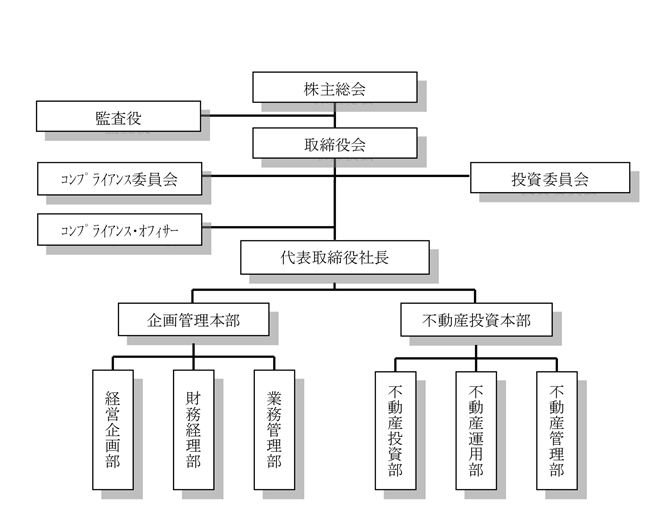 株主総会
監査役
取締役会
ｺﾝﾌﾟﾗｲｱﾝｽ委員会
投資委員会
ｺﾝﾌﾟﾗｲｱﾝｽ・ｵﾌｨｻｰ
代表取締役社長
企画管理本部
不動産投資本部
経営企画部
財務経理部
業務管理部
不動産投資部
不動産運用部
不動産管理部